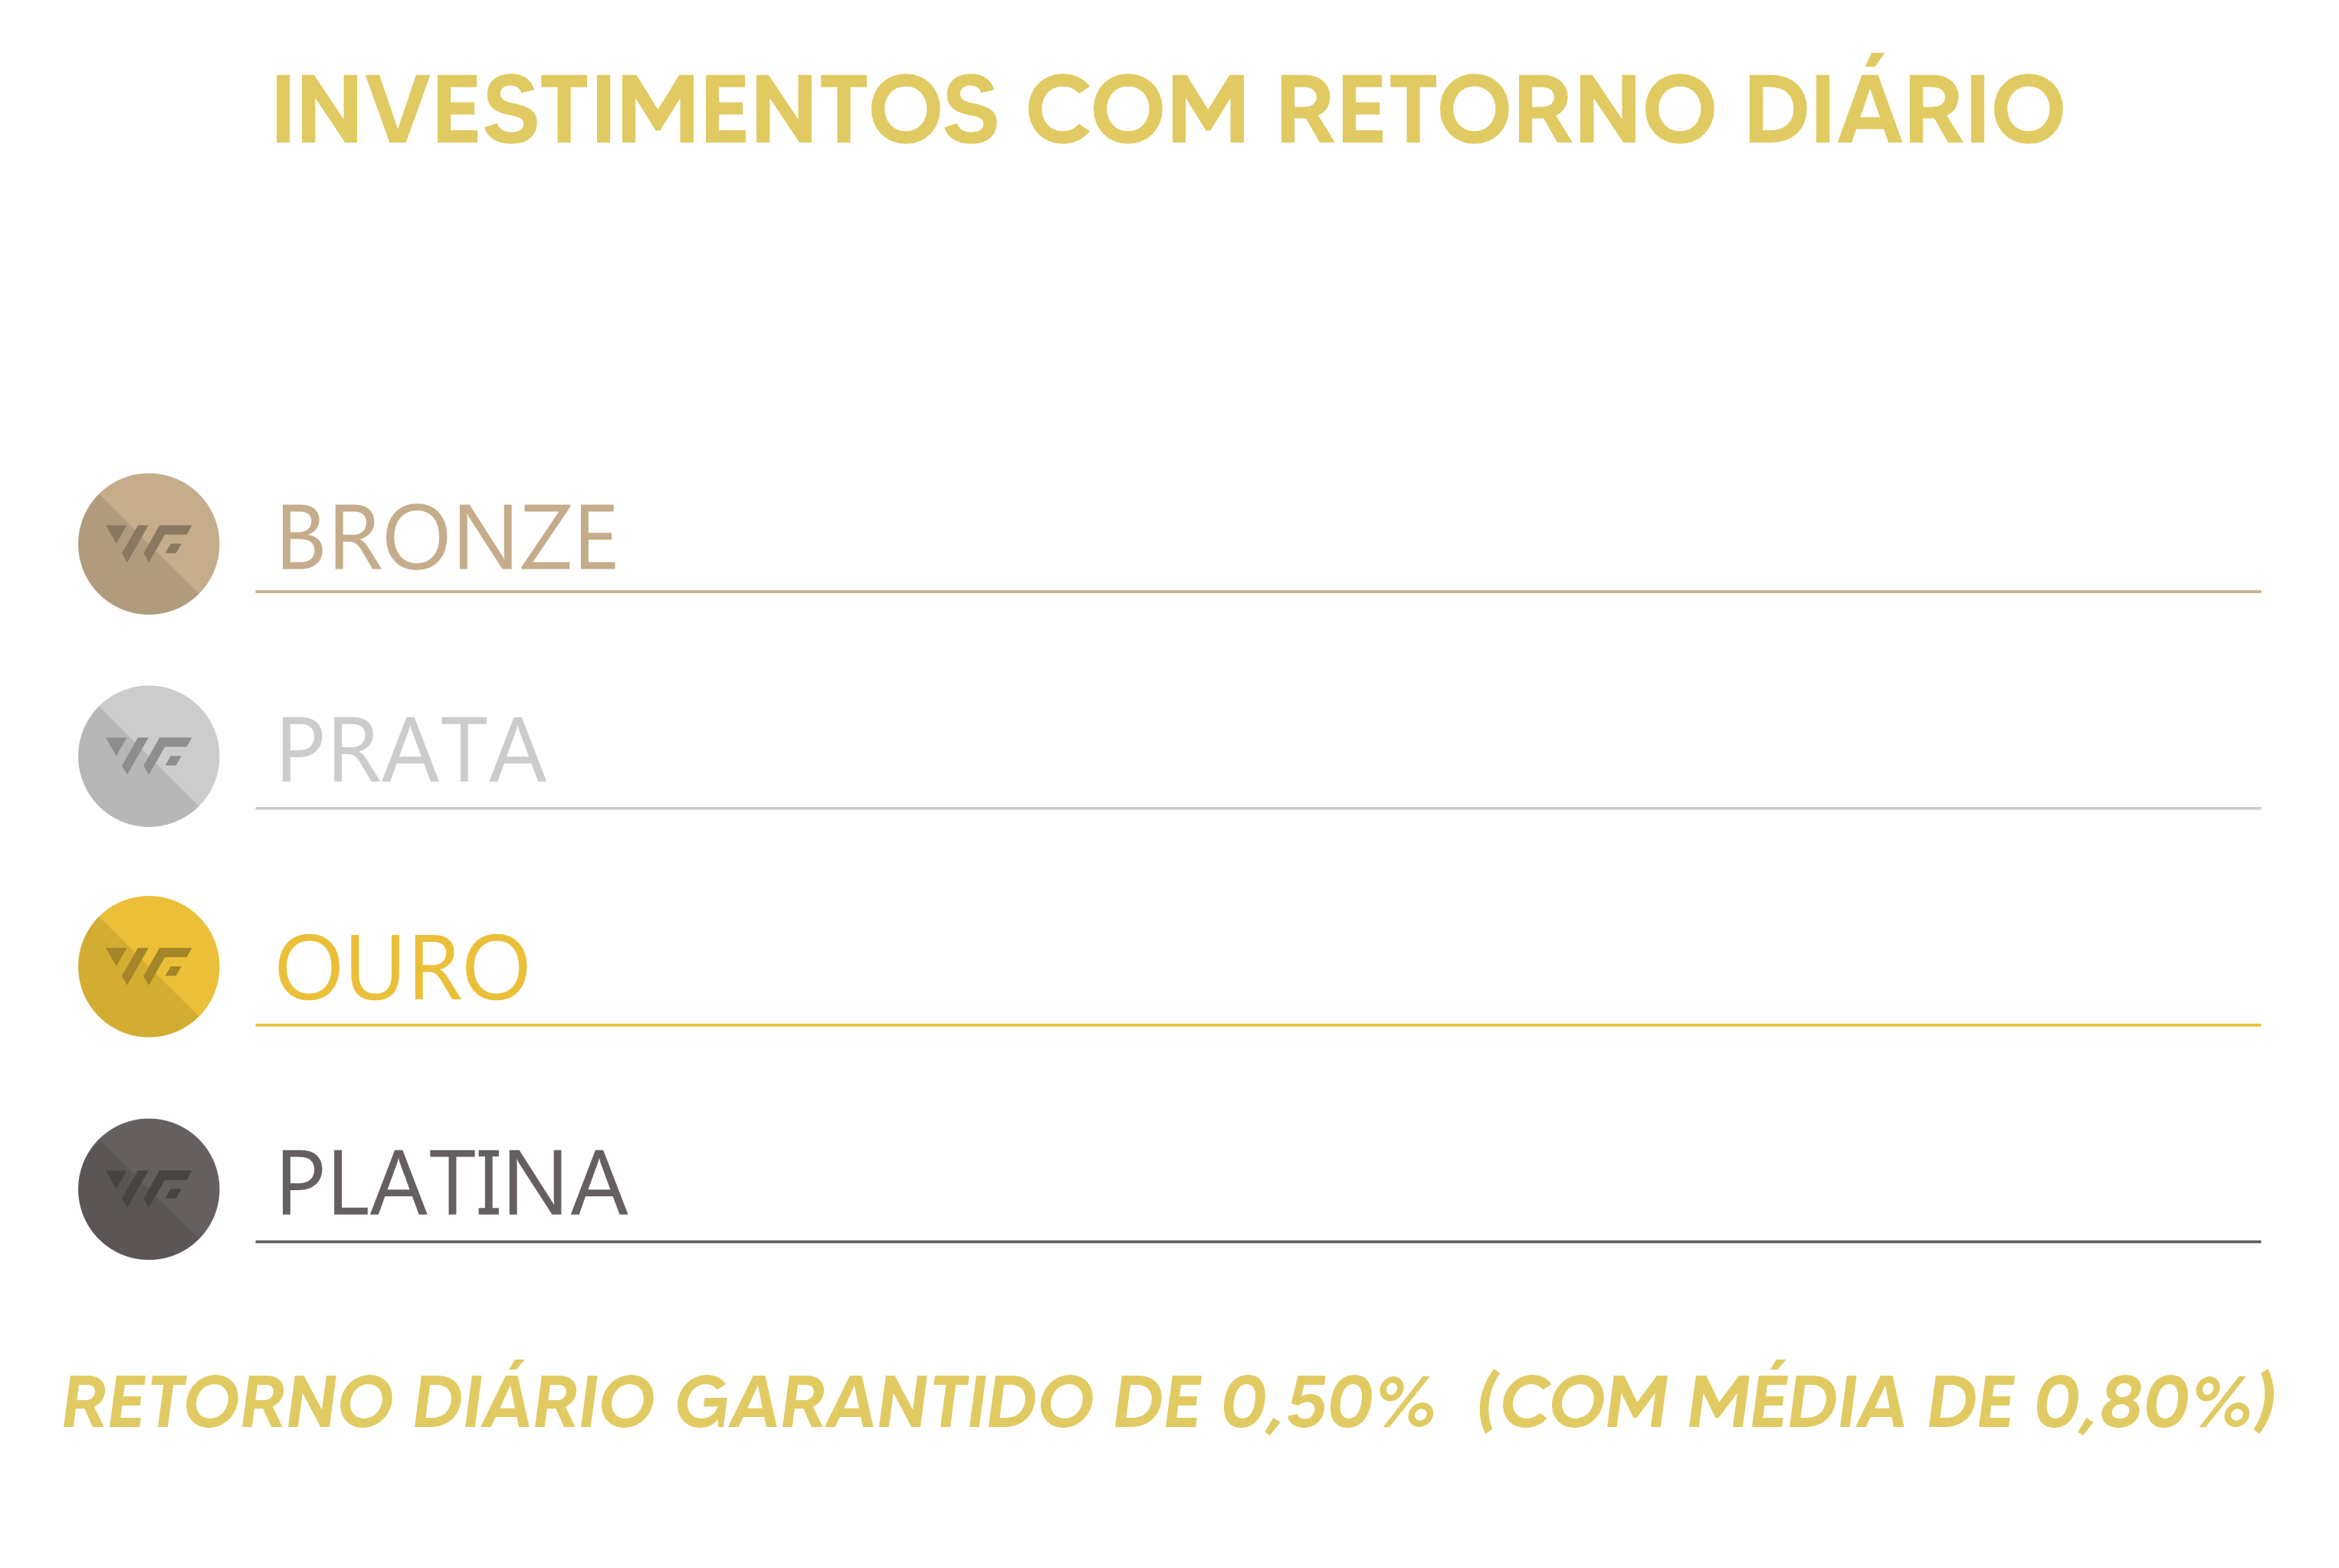 INVESTIMENTOS COM RETORNO DIÁRIO
BRONZE
PRATA
OURO
PLATINA
RETORNO DIÁRIO GARANTIDO DE 0,50% (COM MÉDIA DE 0,80%)